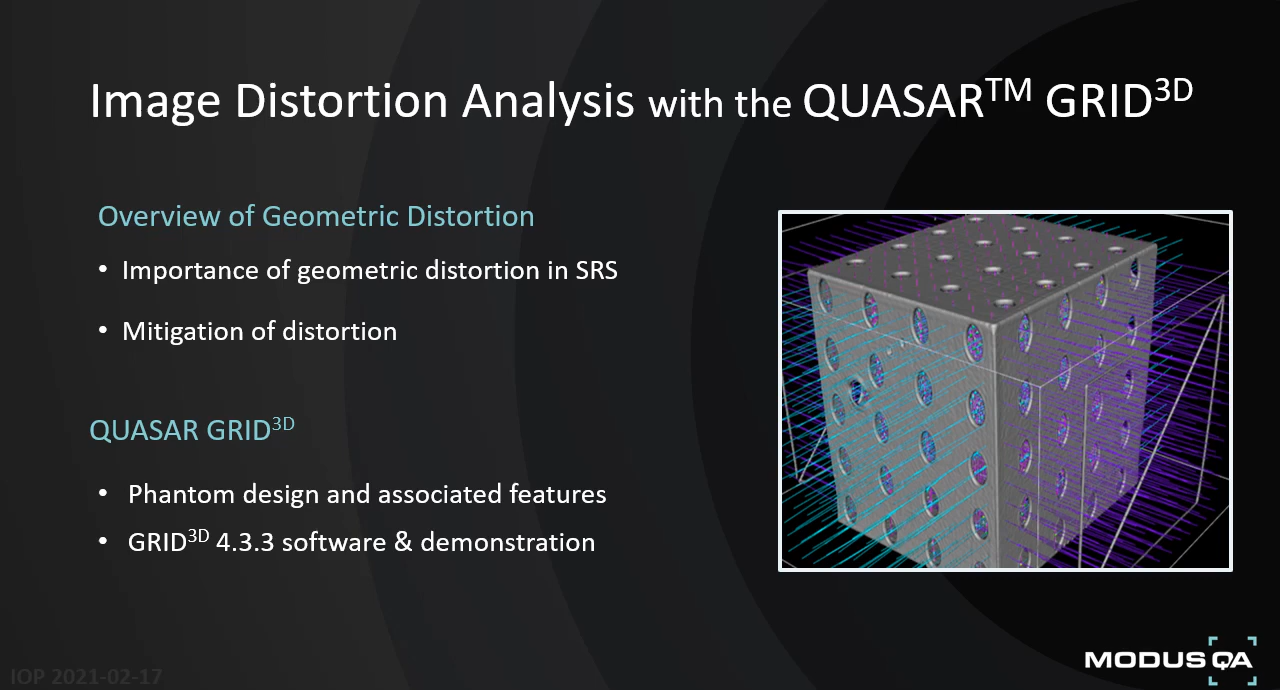 Image Distortion Analysis with the QUASAR™ GRID³ᴰ
Overview of Geometric Distortion
• Importance of geometric distortion in SRS
• Mitigation of distortion
QUASAR GRID³ᴰ
• Phantom design and associated features
• GRID³ᴰ 4.3.3 software & demonstration
MODUS QA
IOP 2021-02-17